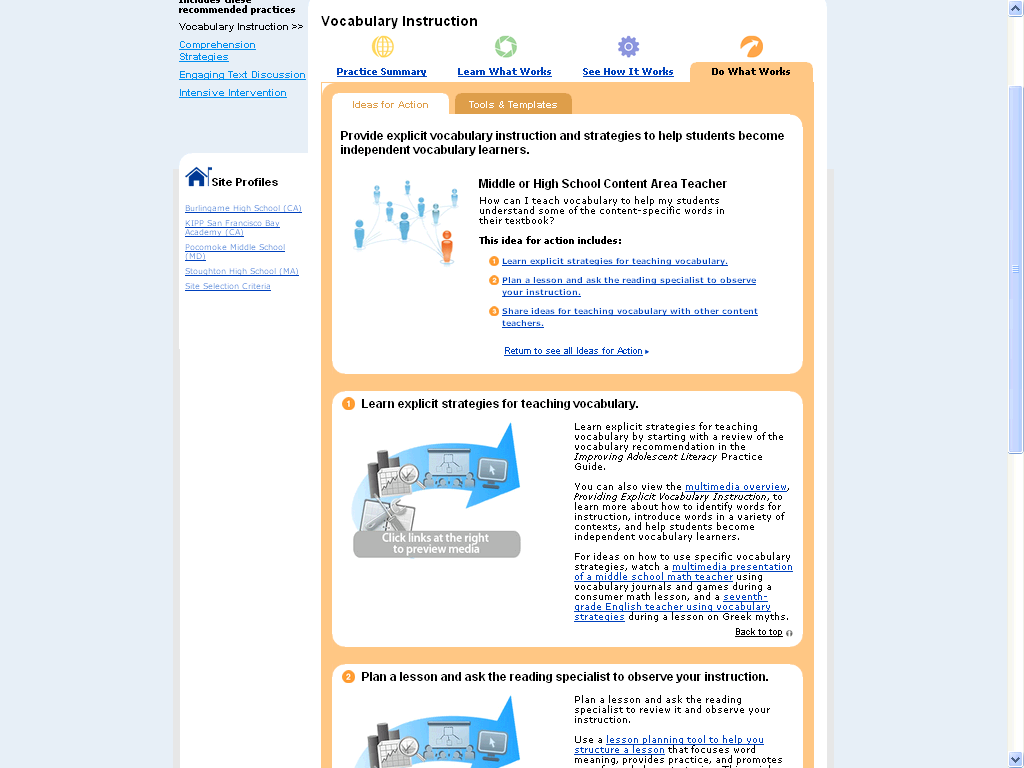 Includes these
recommended practices
Vocabulary Instruction >>
Comprehension
Strategies
Engaging Text Discussion
Intensive Intervention
Site Profiles
Burlingame High School (CA)
KIPP San Francisco Bay
Academy (CA)
Pocomoke Middle School
(MD)
Stoughton High School (MA)
Site Selection Criteria
Vocabulary Instruction
Practice Summary
Learn What Works
See How It Works
Do What Works
Ideas for Action
Tools & Templates
Provide explicit vocabulary instruction and strategies to help students become
independent vocabulary learners.
Middle or High School Content Area Teacher
How can I teach vocabulary to help my students
understand some of the content-specific words in
their textbook?
This idea for action includes:
1 Learn explicit strategies for teaching vocabulary.
2 Plan a lesson and ask the reading specialist to observe
your instruction.
3 Share ideas for teaching vocabulary with other content
teachers.
Return to see all Ideas for Action
1 Learn explicit strategies for teaching vocabulary.
Click links at the right
to preview media
Learn explicit strategies for teaching
vocabulary by starting with a review of the
vocabulary recommendation in the
Improving Adolescent Literacy Practice
Guide.
You can also view the multimedia overview,
Providing Explicit Vocabulary Instruction, to
learn more about how to identify words for
instruction, introduce words in a variety of
contexts, and help students become
independent vocabulary learners.
For ideas on how to use specific vocabulary
strategies, watch a multimedia presentation
of a middle school math teacher using
vocabulary journals and games during a
consumer math lesson, and a seventh-
grade English teacher using vocabulary
strategies during a lesson on Greek myths.
Back to top
2 Plan a lesson and ask the reading specialist to observe your instruction.
Plan a lesson and ask the reading
specialist to review it and observe your
instruction.
Use a lesson planning tool to help you
structure a lesson that focuses word
meaning, provides practice, and promotes